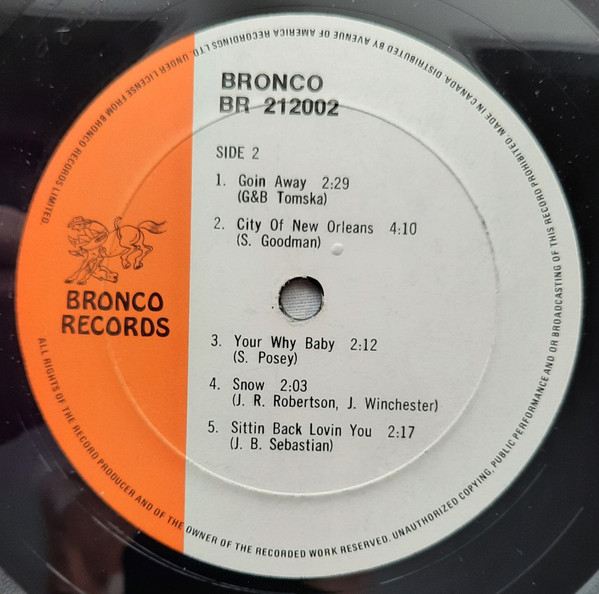 BRONCO
BR 212002
SIDE 2
1. Goin Away 2:29
(G&B Tomska)
2. City Of New Orleans 4:10
(S. Goodman)
3. Your Why Baby 2:12
(S. Posey)
4. Snow 2:03
(J. R. Robertson, J. Winchester)
5. Sittin Back Lovin You 2:17
(J. B. Sebastian)
BRONCO
RECORDS
ALL RIGHTS OF THE RECORD PRODUCER AND OF THE OWNER OF THE RECORDED WORK RESERVED. UNAUTHORIZED COPYING, PUBLIC PERFORMANCE AND OR BROADCASTING OF THIS RECORD PROHIBITED. MADE IN CANADA DISTRIBUTED BY AVENUE OF AMERICA RECORDINGS LTD. UNDER LICENSE FROM BRONCO RECORDS LIMITED.